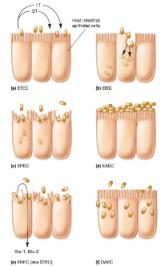 LT
ST
Host intestinal
epithelial cells
(a) ETEC
(b) EIEC
(c) EPEC
(d) EAEC
Stx-1, Stx-2
(e) EHEC (aka STEC)
(f) DAEC